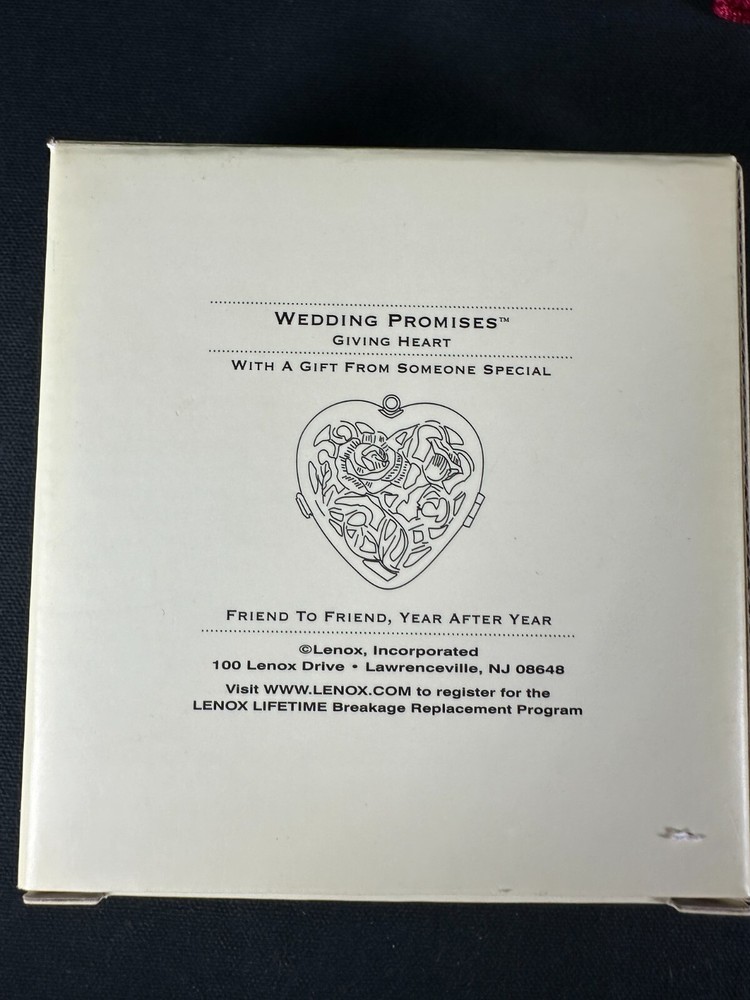 WEDDING PROMISES™
GIVING HEART
WITH A GIFT FROM SOMEONE SPECIAL
FRIEND TO FRIEND, YEAR AFTER YEAR
©Lenox, Incorporated
100 Lenox Drive • Lawrenceville, NJ 08648
Visit WWW.LENOX.COM to register for the
LENOX LIFETIME Breakage Replacement Program